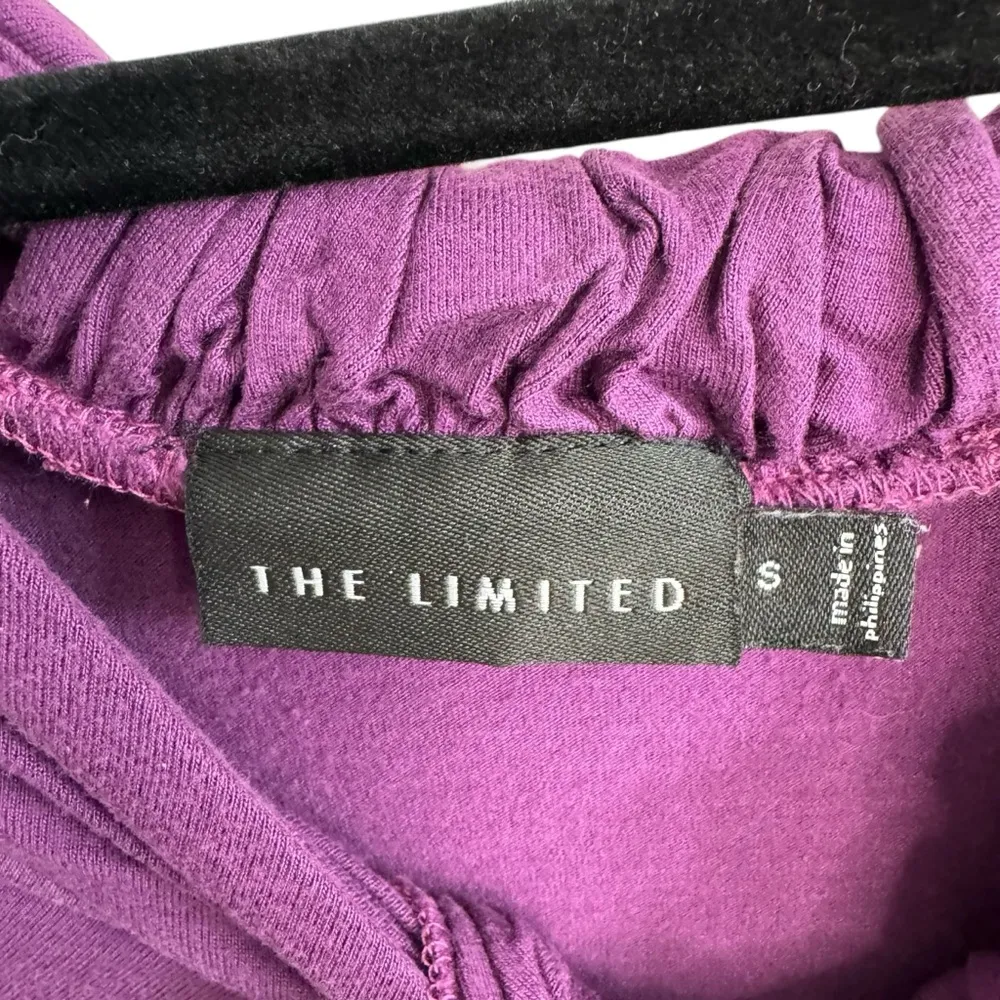 THE LIMITED
S
made in
philippines